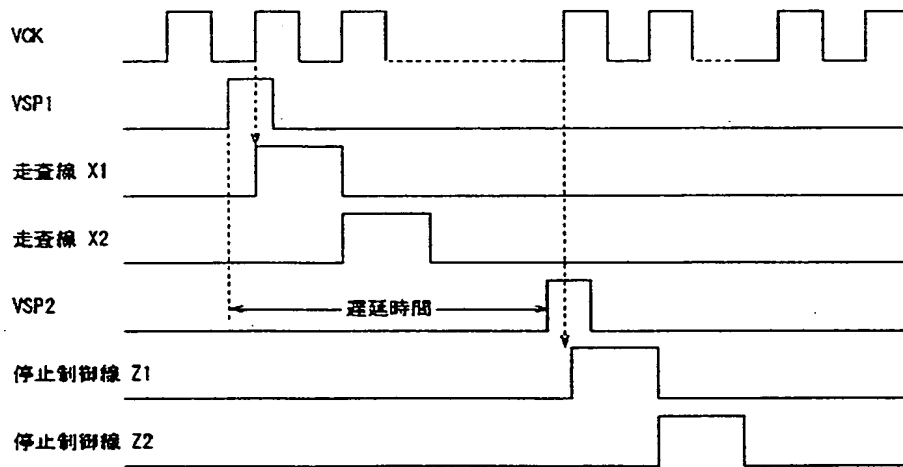 VCK
VSP1
走査線 X1
走査線 X2
VSP2
遅延時間
停止制御線 Z1
停止制御線 Z2